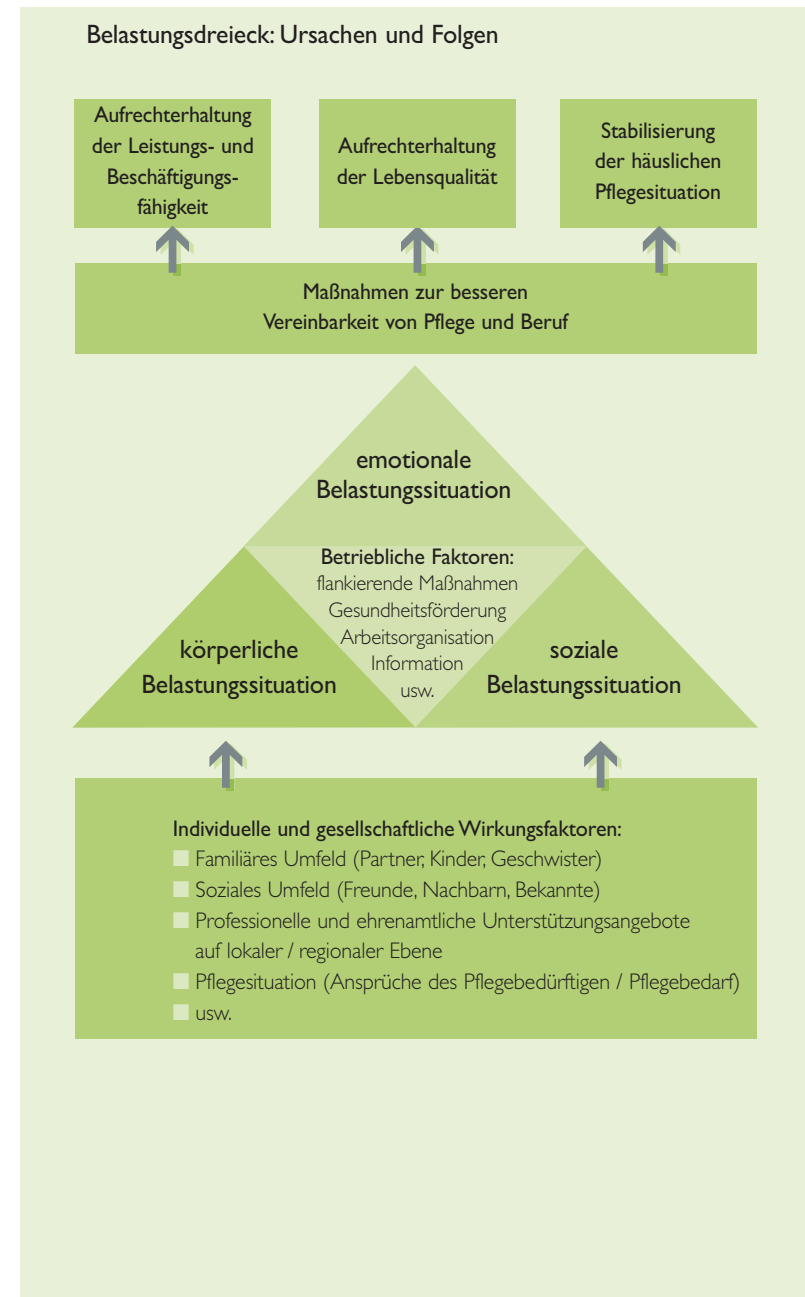 Belastungsdreieck: Ursachen und Folgen
Aufrechterhaltung
der Leistungs- und
Beschäftigungs-
fähigkeit
Aufrechterhaltung
der Lebensqualität
Stabilisierung
der häuslichen
Pflegesituation
Maßnahmen zur besseren
Vereinbarkeit von Pflege und Beruf
emotionale
Belastungssituation
Betriebliche Faktoren:
flankierende Maßnahmen
Gesundheitsförderung
Arbeitsorganisation
Information
usw.
körperliche
Belastungssituation
soziale
Belastungssituation
Individuelle und gesellschaftliche Wirkungsfaktoren:
Familiäres Umfeld (Partner, Kinder, Geschwister)
Soziales Umfeld (Freunde, Nachbarn, Bekannte)
Professionelle und ehrenamtliche Unterstützungsangebote
auf lokaler / regionaler Ebene
Pflegesituation (Ansprüche des Pflegebedürftigen / Pflegebedarf)
usw.